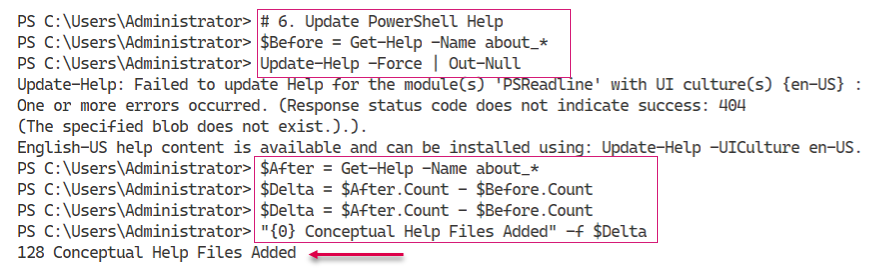 PS C:\Users\Administrator> # 6. Update PowerShell Help
PS C:\Users\Administrator> $Before = Get-Help -Name about_*
PS C:\Users\Administrator> Update-Help -Force | Out-Null
Update-Help: Failed to update Help for the module(s) 'PSReadline' with UI culture(s) {en-US} :
One or more errors occurred. (Response status code does not indicate success: 404
(The specified blob does not exist.).).
English-US help content is available and can be installed using: Update-Help -UICulture en-US.
PS C:\Users\Administrator> $After = Get-Help -Name about_*
PS C:\Users\Administrator> $Delta = $After.Count - $Before.Count
PS C:\Users\Administrator> $Delta = $After.Count - $Before.Count
PS C:\Users\Administrator> "{0} Conceptual Help Files Added" -f $Delta
128 Conceptual Help Files Added